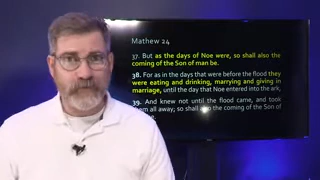 Mathew 24
37. But as the days of Noe were, so shall also the
coming of the Son of man be.
38. For as in the days that were before the flood they
were eating and drinking, marrying and giving in
marriage, until the day that Noe entered into the ark,
39. And knew not until the flood came, and took
them all away; so shall also the coming of the Son of